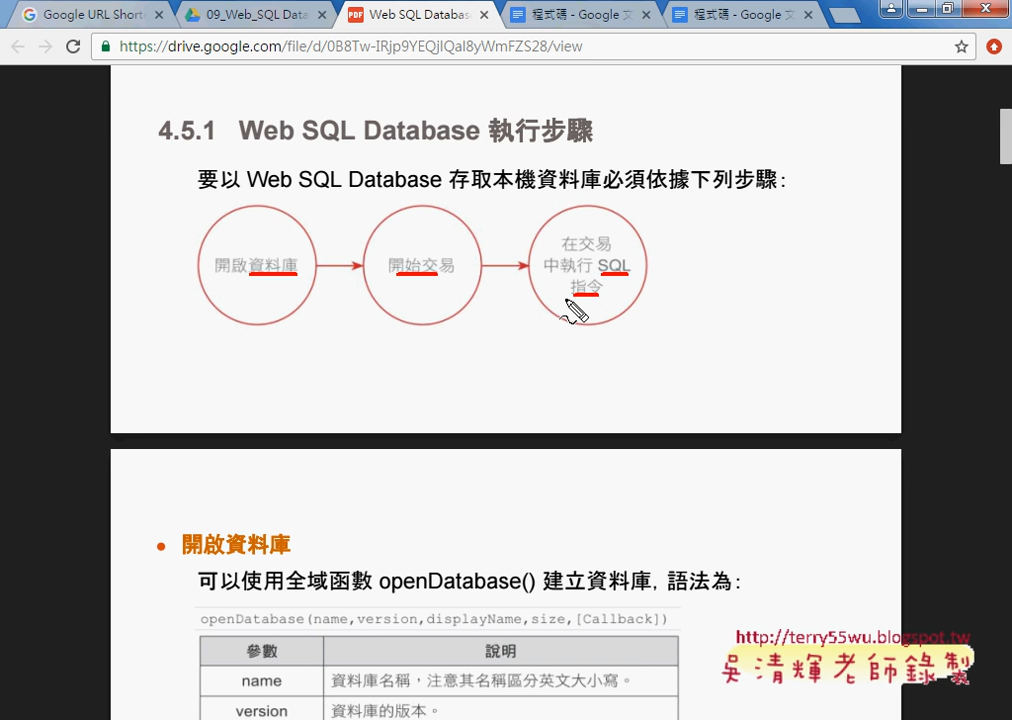 Google URL Short
09_Web_SQL Data
PDF
Web SQL Databas
程式碼 - Google 文
程式碼 - Google 文
https://drive.google.com/file/d/0B8Tw-IRjp9YEQjlQal8yWmFZS28/view
4.5.1 Web SQL Database 執行步驟
要以 Web SQL Database 存取本機資料庫必須依據下列步驟：
開啟資料庫
開始交易
在交易
中執行 SQL
指令
• 開啟資料庫
可以使用全域函數 openDatabase() 建立資料庫，語法為：
openDatabase(name,version,displayName,size,[Callback])
參數 說明
name 資料庫名稱，注意其名稱區分英文大小寫。
version 資料庫的版本。
http://terry55wu.blogspot.tw
吳清輝老師錄製